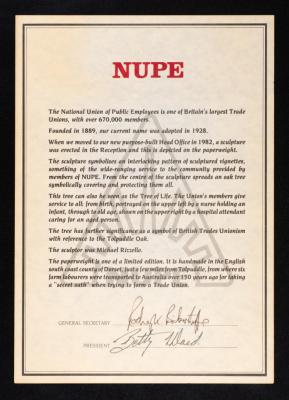 NUPE
The National Union of Public Employees is one of Britain's largest Trade
Unions, with over 670,000 members.
Founded in 1889, our current name was adopted in 1928.
When we moved to our new purpose-built Head Office in 1982, a sculpture
was erected in the Reception and this is depicted on the paperweight.
The sculpture symbolises an interlocking pattern of sculptured vignettes,
something of the wide-ranging service to the community provided by
members of NUPE. From the centre of the sculpture spreads an oak tree
symbolically covering and protecting them all.
This tree can also be seen as the Tree of Life. The Union's members give
service to all: from birth, portrayed on the upper left by a nurse holding an
infant, through to old age, shown on the upper right by a hospital attendant
caring for an aged person.
The tree has further significance as a symbol of British Trades Unionism
with reference to the Tolpuddle Oak.
The sculptor was Michael Rizzello.
The paperweight is one of a limited edition. It is handmade in the English
south coast county of Dorset, just a few miles from Tolpuddle, from where six
farm labourers were transported to Australia over 150 years ago for taking
a "secret oath" when trying to form a Trade Union.
GENERAL SECRETARY
PRESIDENT Betty